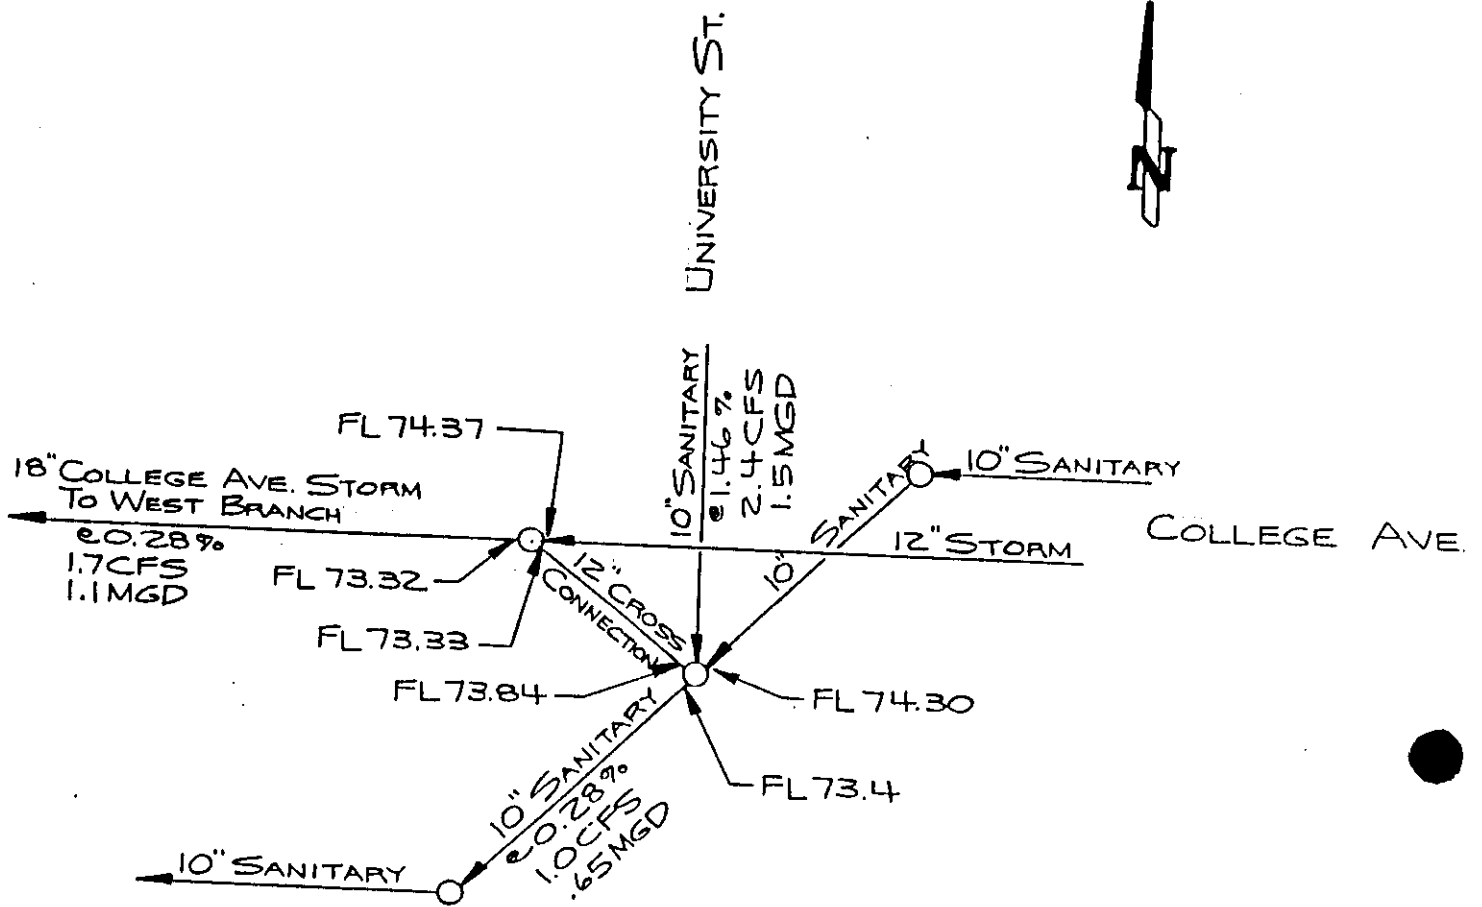 UNIVERSITY ST.
N
FL 74.37
10" SANITARY
@ 1.46 %
2.4 CFS
1.5 MGD
18" COLLEGE AVE. STORM
TO WEST BRANCH
@ 0.28 %
1.7 CFS
1.1 MGD
10" SANITARY
10" SANITARY
12" STORM
COLLEGE AVE.
FL 73.32
12" CROSS
CONNECTION
FL 73.33
FL 73.84
FL 74.30
FL 73.4
10" SANITARY
@ 0.28 %
1.0 CFS
.65 MGD
10" SANITARY